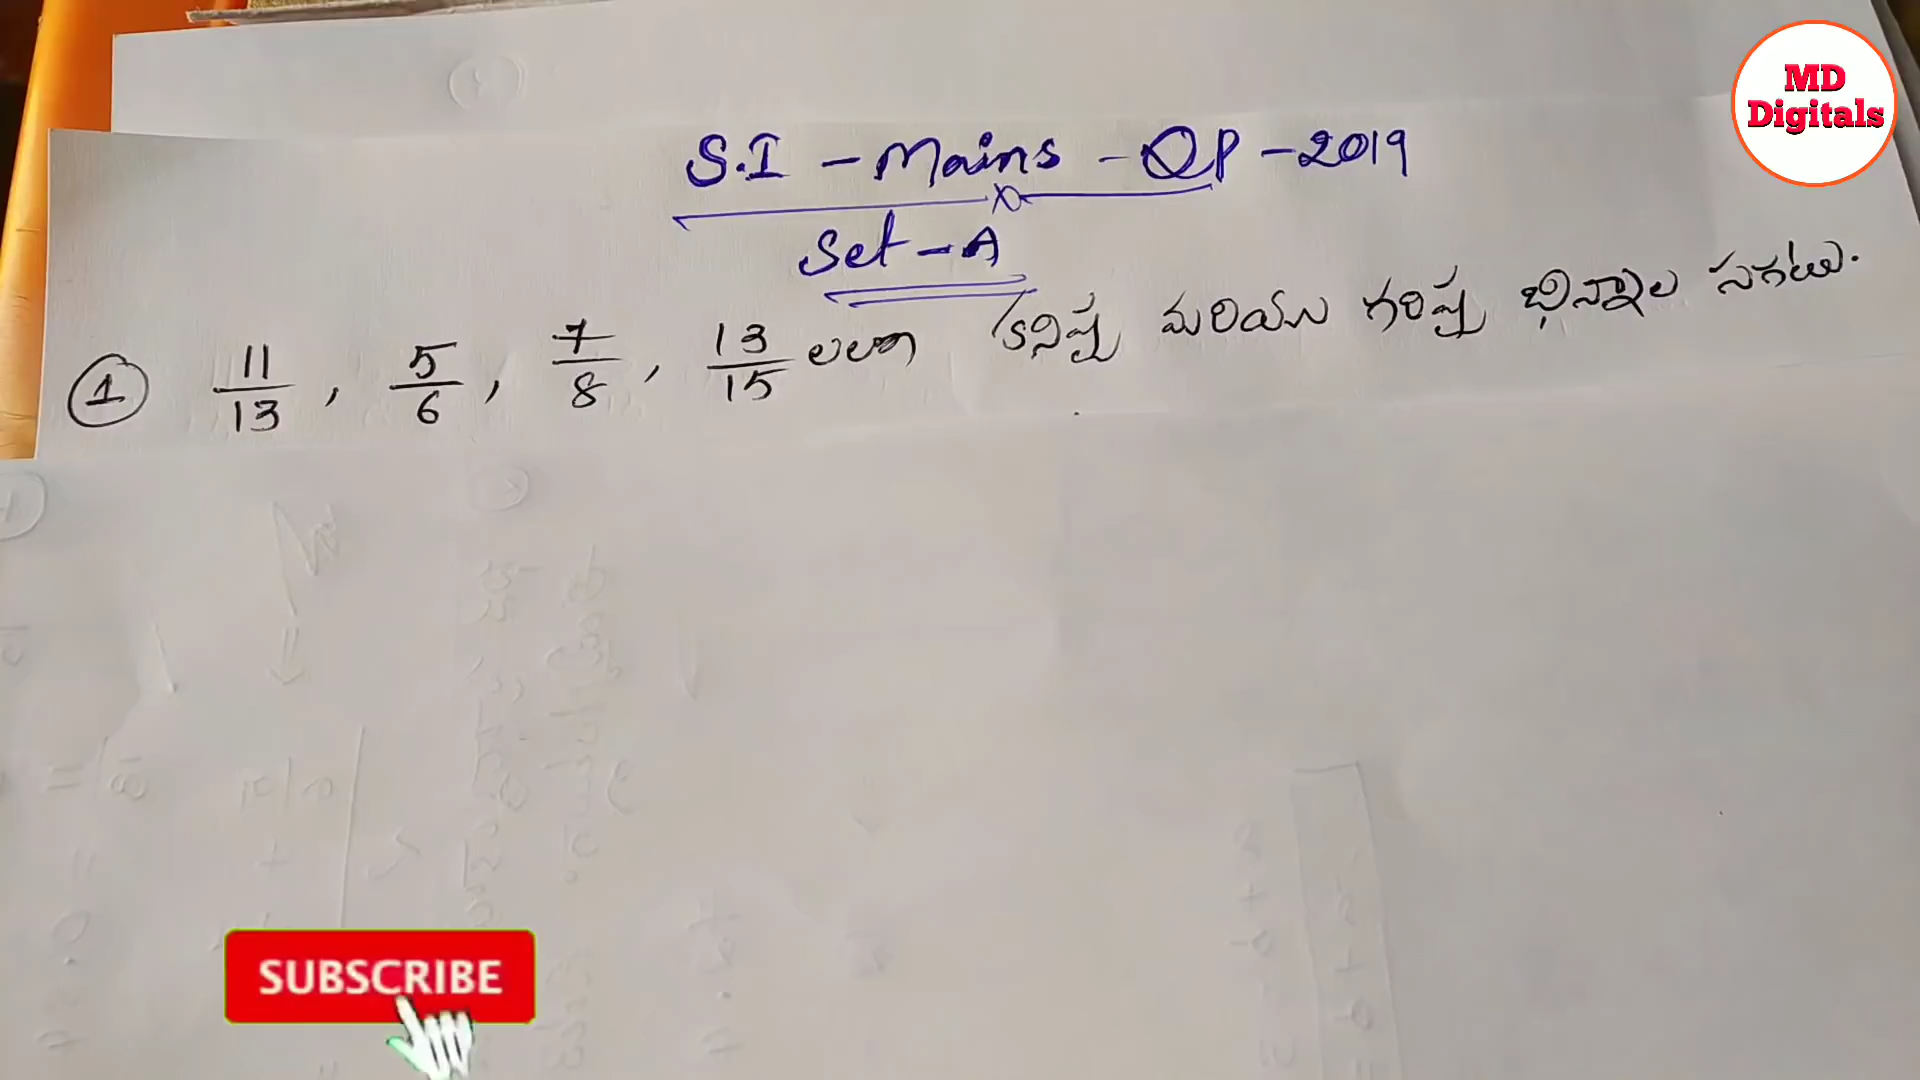 MD
Digitals
S.I - Mains - QP - 2019
Set - A
① 11/13, 5/6, 7/8, 13/15 లలో కనిష్ఠ మరియు గరిష్ఠ భిన్నాల సగటు.
SUBSCRIBE